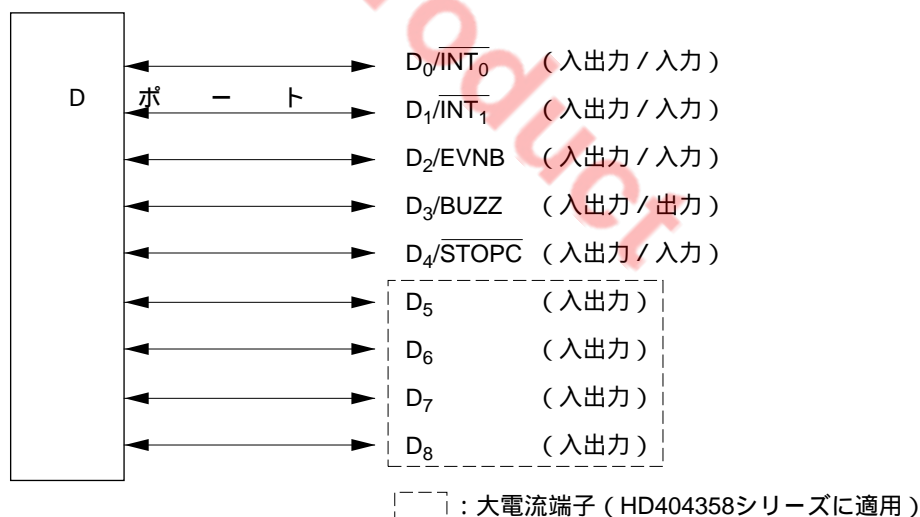 D ポート
D0/INT0 (入出力/入力)
D1/INT1 (入出力/入力)
D2/EVNB (入出力/入力)
D3/BUZZ (入出力/出力)
D4/STOPC (入出力/入力)
D5 (入出力)
D6 (入出力)
D7 (入出力)
D8 (入出力)
:大電流端子(HD404358シリーズに適用)
roduct